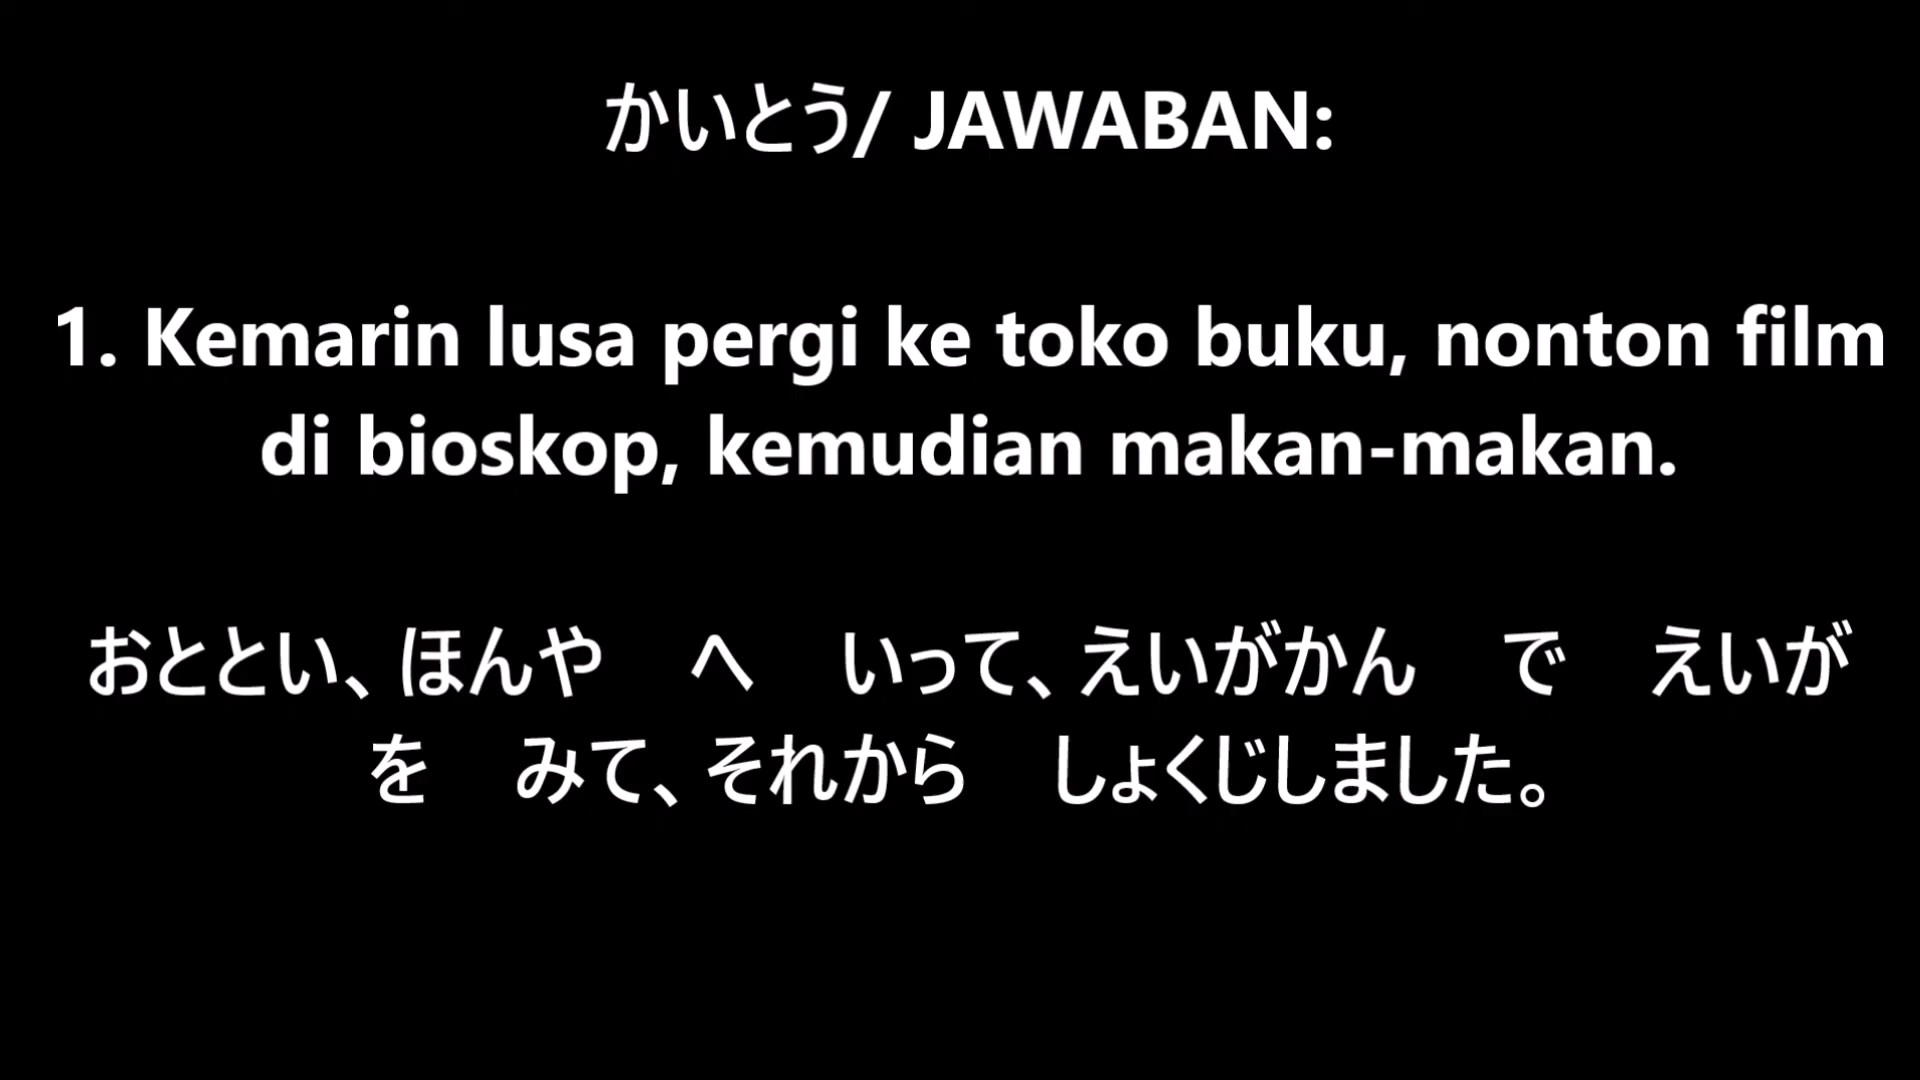 かいとう/ JAWABAN:
1. Kemarin lusa pergi ke toko buku, nonton film
di bioskop, kemudian makan-makan.
おととい、ほんや　へ　いって、えいがかん　で　えいが
を　みて、それから　しょくじしました。